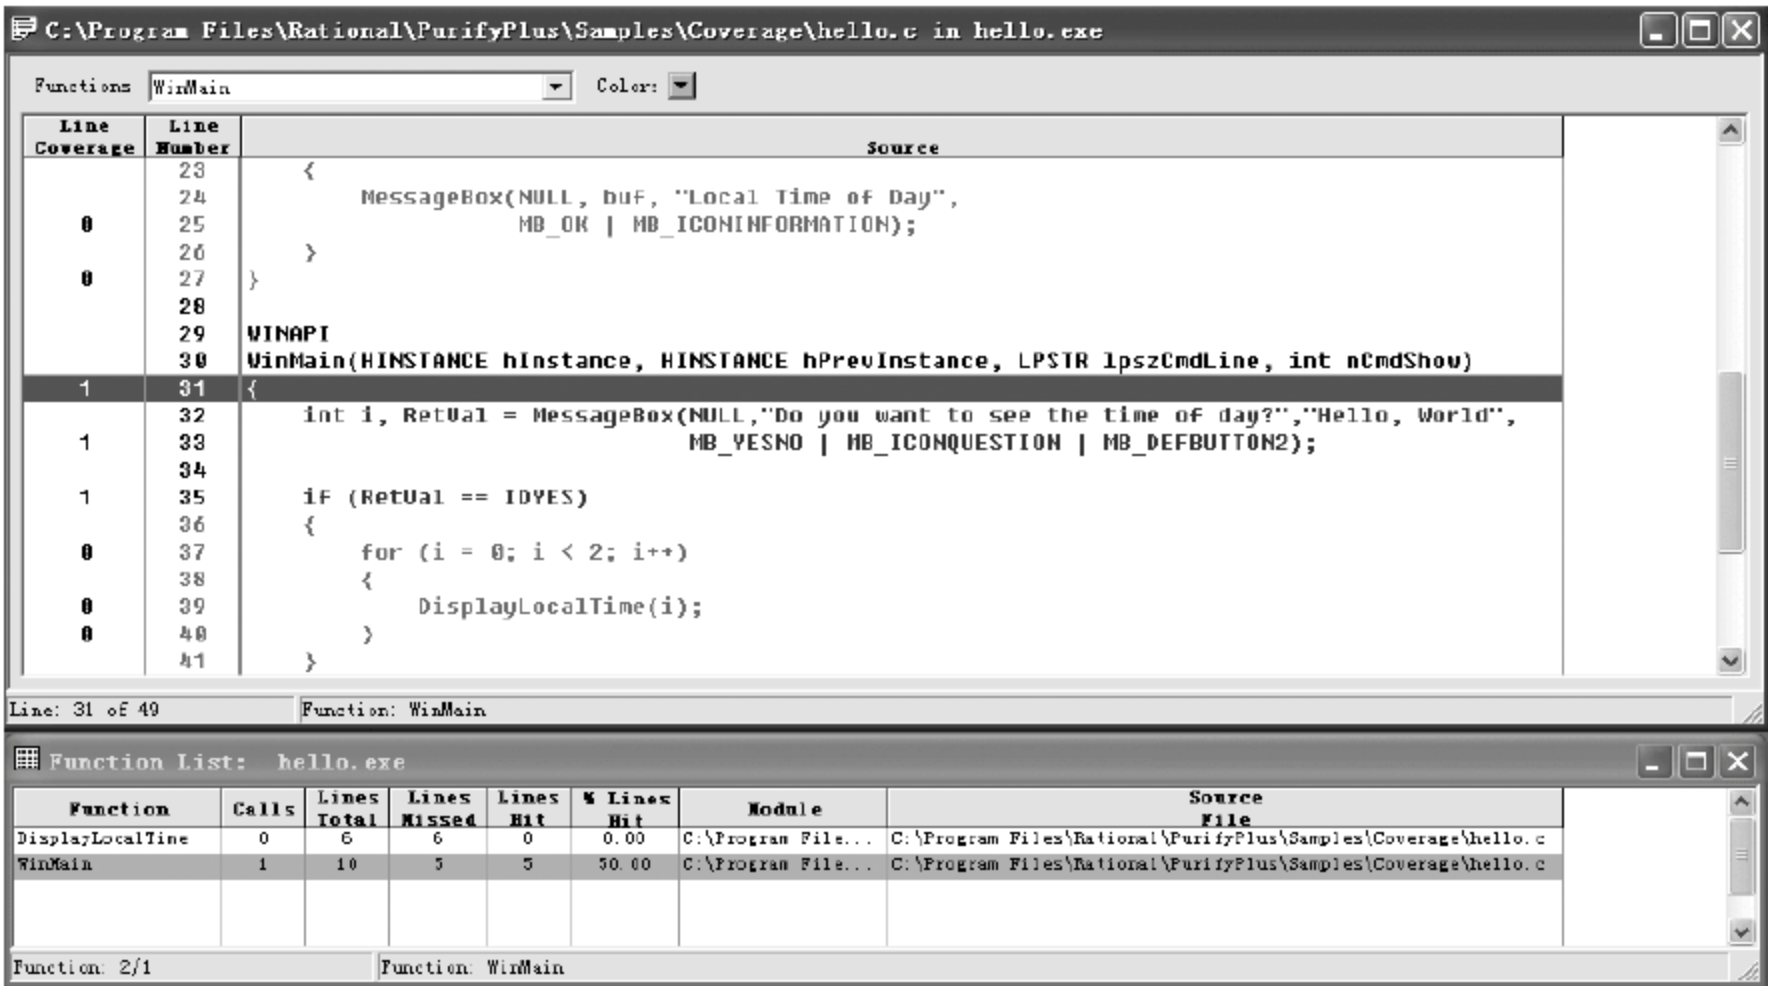 C:\Program Files\Rational\PurifyPlus\Samples\Coverage\hello.c in hello.exe
Functions WinMain Color:
Line Coverage Line Number Source
23 {
24 MessageBox(NULL, buf, "Local Time of Day",
0 25 MB_OK | MB_ICONINFORMATION);
26 }
0 27 }
28
29 WINAPI
30 WinMain(HINSTANCE hInstance, HINSTANCE hPrevInstance, LPSTR lpszCmdLine, int nCmdShow)
1 31 {
32 int i, RetVal = MessageBox(NULL,"Do you want to see the time of day?","Hello, World",
1 33 MB_YESNO | MB_ICONQUESTION | MB_DEFBUTTON2);
34
1 35 if (RetVal == IDYES)
36 {
0 37 for (i = 0; i < 2; i++)
38 {
0 39 DisplayLocalTime(i);
0 40 }
41 }
Line: 31 of 49 Function: WinMain
Function List: hello.exe
Function Calls Lines Total Lines Missed Lines Hit % Lines Hit Module Source File
DisplayLocalTime 0 6 6 0 0.00 C:\Program File... C:\Program Files\Rational\PurifyPlus\Samples\Coverage\hello.c
WinMain 1 10 5 5 50.00 C:\Program File... C:\Program Files\Rational\PurifyPlus\Samples\Coverage\hello.c
Function: 2/1 Function: WinMain